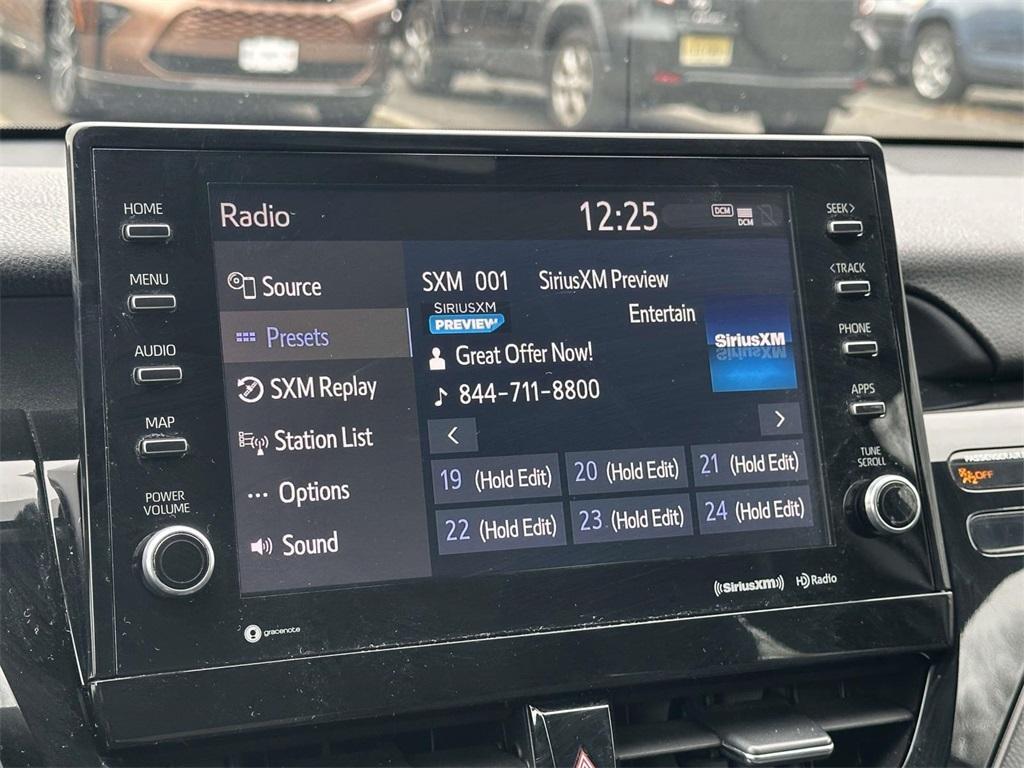 HOME
MENU
AUDIO
MAP
POWER
VOLUME
Radio
12:25
DCM
DCM
Source
Presets
SXM Replay
Station List
Options
Sound
SXM 001 SiriusXM Preview
SIRIUSXM
PREVIEW
Entertain
SiriusXM
Great Offer Now!
844-711-8800
<
>
19 (Hold Edit) 20 (Hold Edit) 21 (Hold Edit)
22 (Hold Edit) 23 (Hold Edit) 24 (Hold Edit)
SEEK>
<TRACK
PHONE
APPS
TUNE
SCROLL
gracenote
SiriusXM
HD Radio
OFF